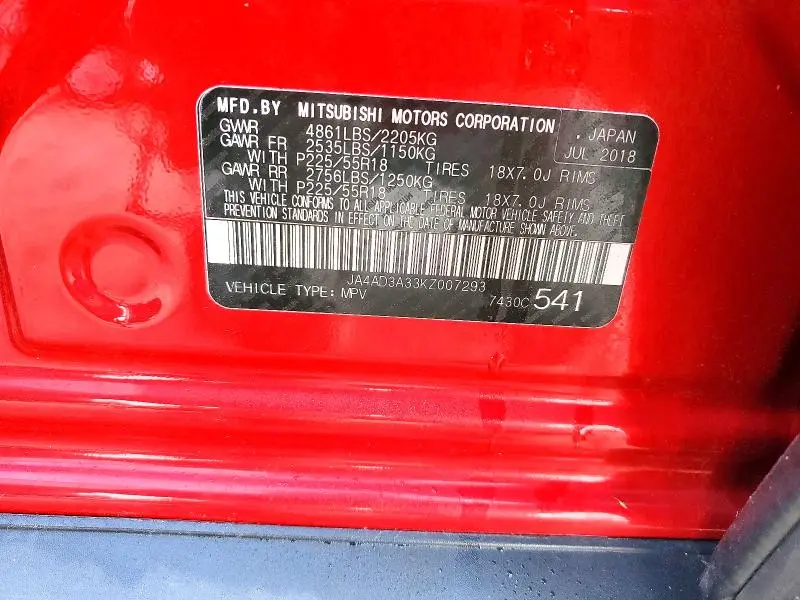 MFD.BY MITSUBISHI MOTORS CORPORATION
GVWR 4861LBS/2205KG . JAPAN
GAWR FR 2535LBS/1150KG JUL 2018
WITH P225/55R18 TIRES 18X7.0J RIMS
GAWR RR 2756LBS/1250KG
WITH P225/55R18 TIRES 18X7.0J RIMS
THIS VEHICLE CONFORMS TO ALL APPLICABLE FEDERAL MOTOR VEHICLE SAFETY AND THEFT
PREVENTION STANDARDS IN EFFECT ON THE DATE OF MANUFACTURE SHOWN ABOVE.
JA4AD3A33KZ007293
VEHICLE TYPE: MPV 7430C 541